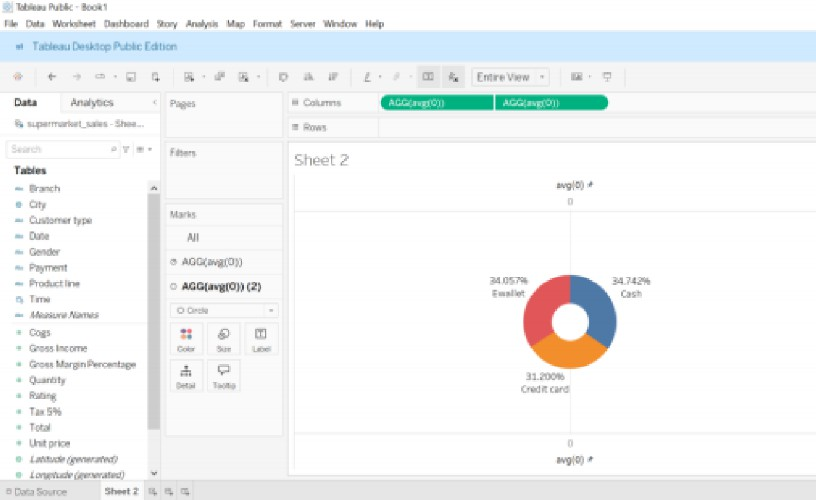 Tableau Public - Book1
File Data Worksheet Dashboard Story Analysis Map Format Server Window Help
Tableau Desktop Public Edition
Entire View
Data Analytics
supermarket_sales - Shee...
Search
Tables
Branch
City
Customer type
Date
Gender
Payment
Product line
Time
Measure Names
Cogs
Gross Income
Gross Margin Percentage
Quantity
Rating
Tax 5%
Total
Unit price
Latitude (generated)
Longitude (generated)
Pages
Filters
Marks
All
AGG(avg(0))
AGG(avg(0)) (2)
Circle
Color Size Label
Detail Tooltip
Columns AGG(avg(0)) AGG(avg(0))
Rows
Sheet 2
avg(0)
0
34.057%
Ewallet
34.742%
Cash
31.200%
Credit card
0
avg(0)
Data Source Sheet 2